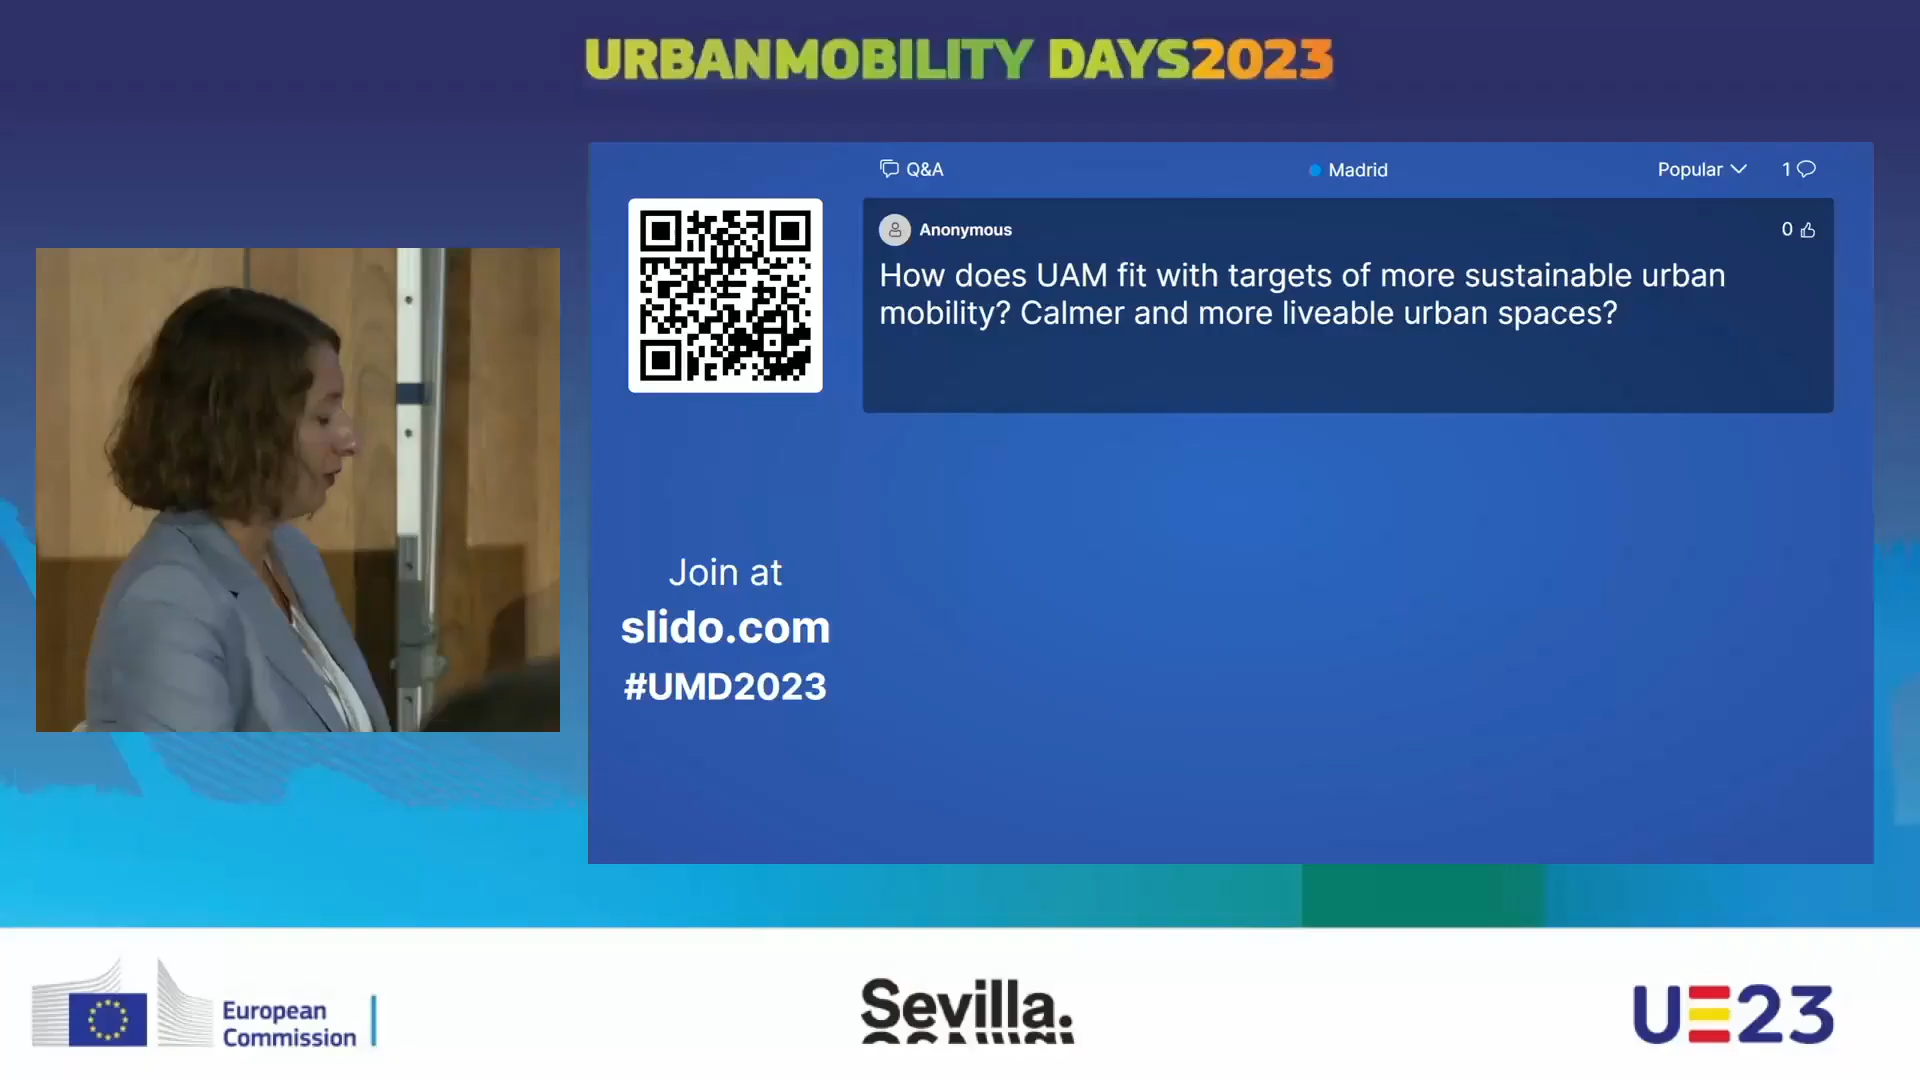 URBANMOBILITY DAYS2023
Q&A
Madrid
Popular
1
Anonymous
0
How does UAM fit with targets of more sustainable urban
mobility? Calmer and more liveable urban spaces?
Join at
slido.com
#UMD2023
European
Commission
Sevilla.
UE23